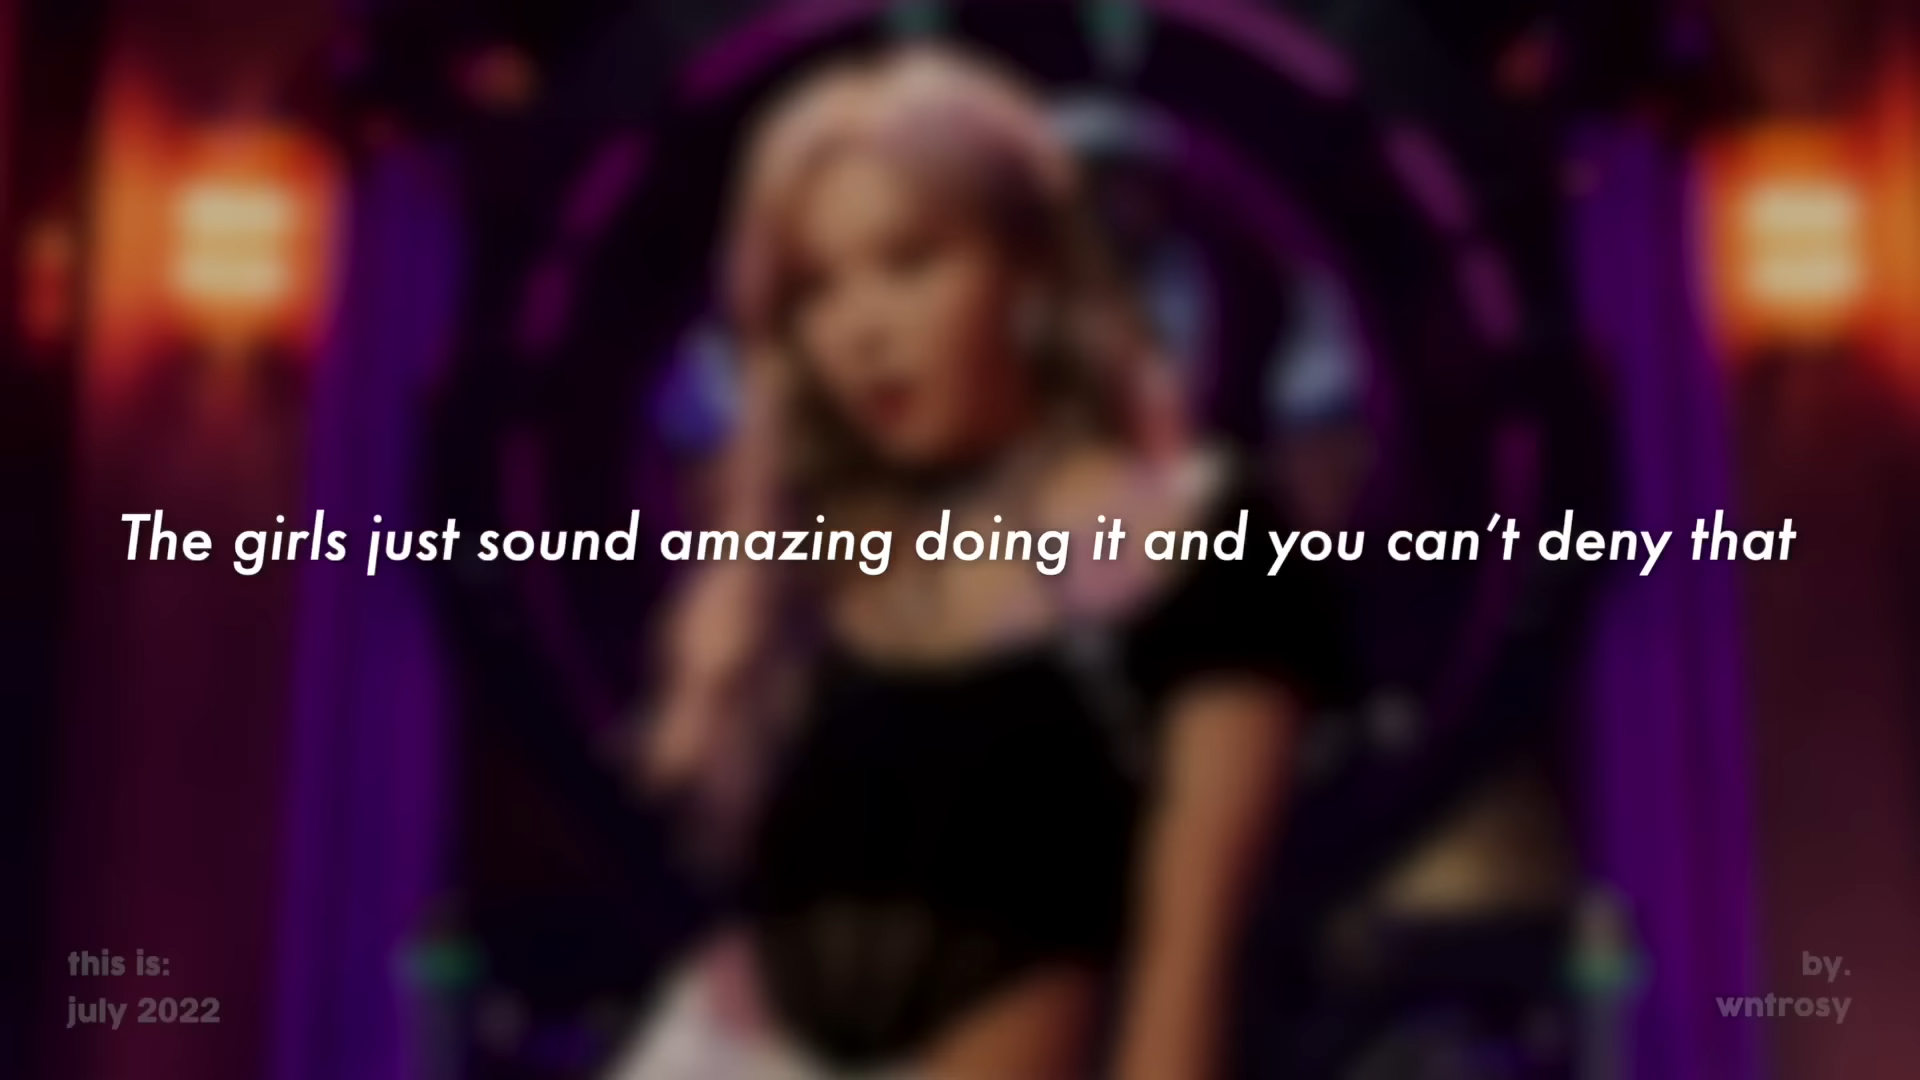 The girls just sound amazing doing it and you can’t deny that
this is:
july 2022
by.
wntrosy